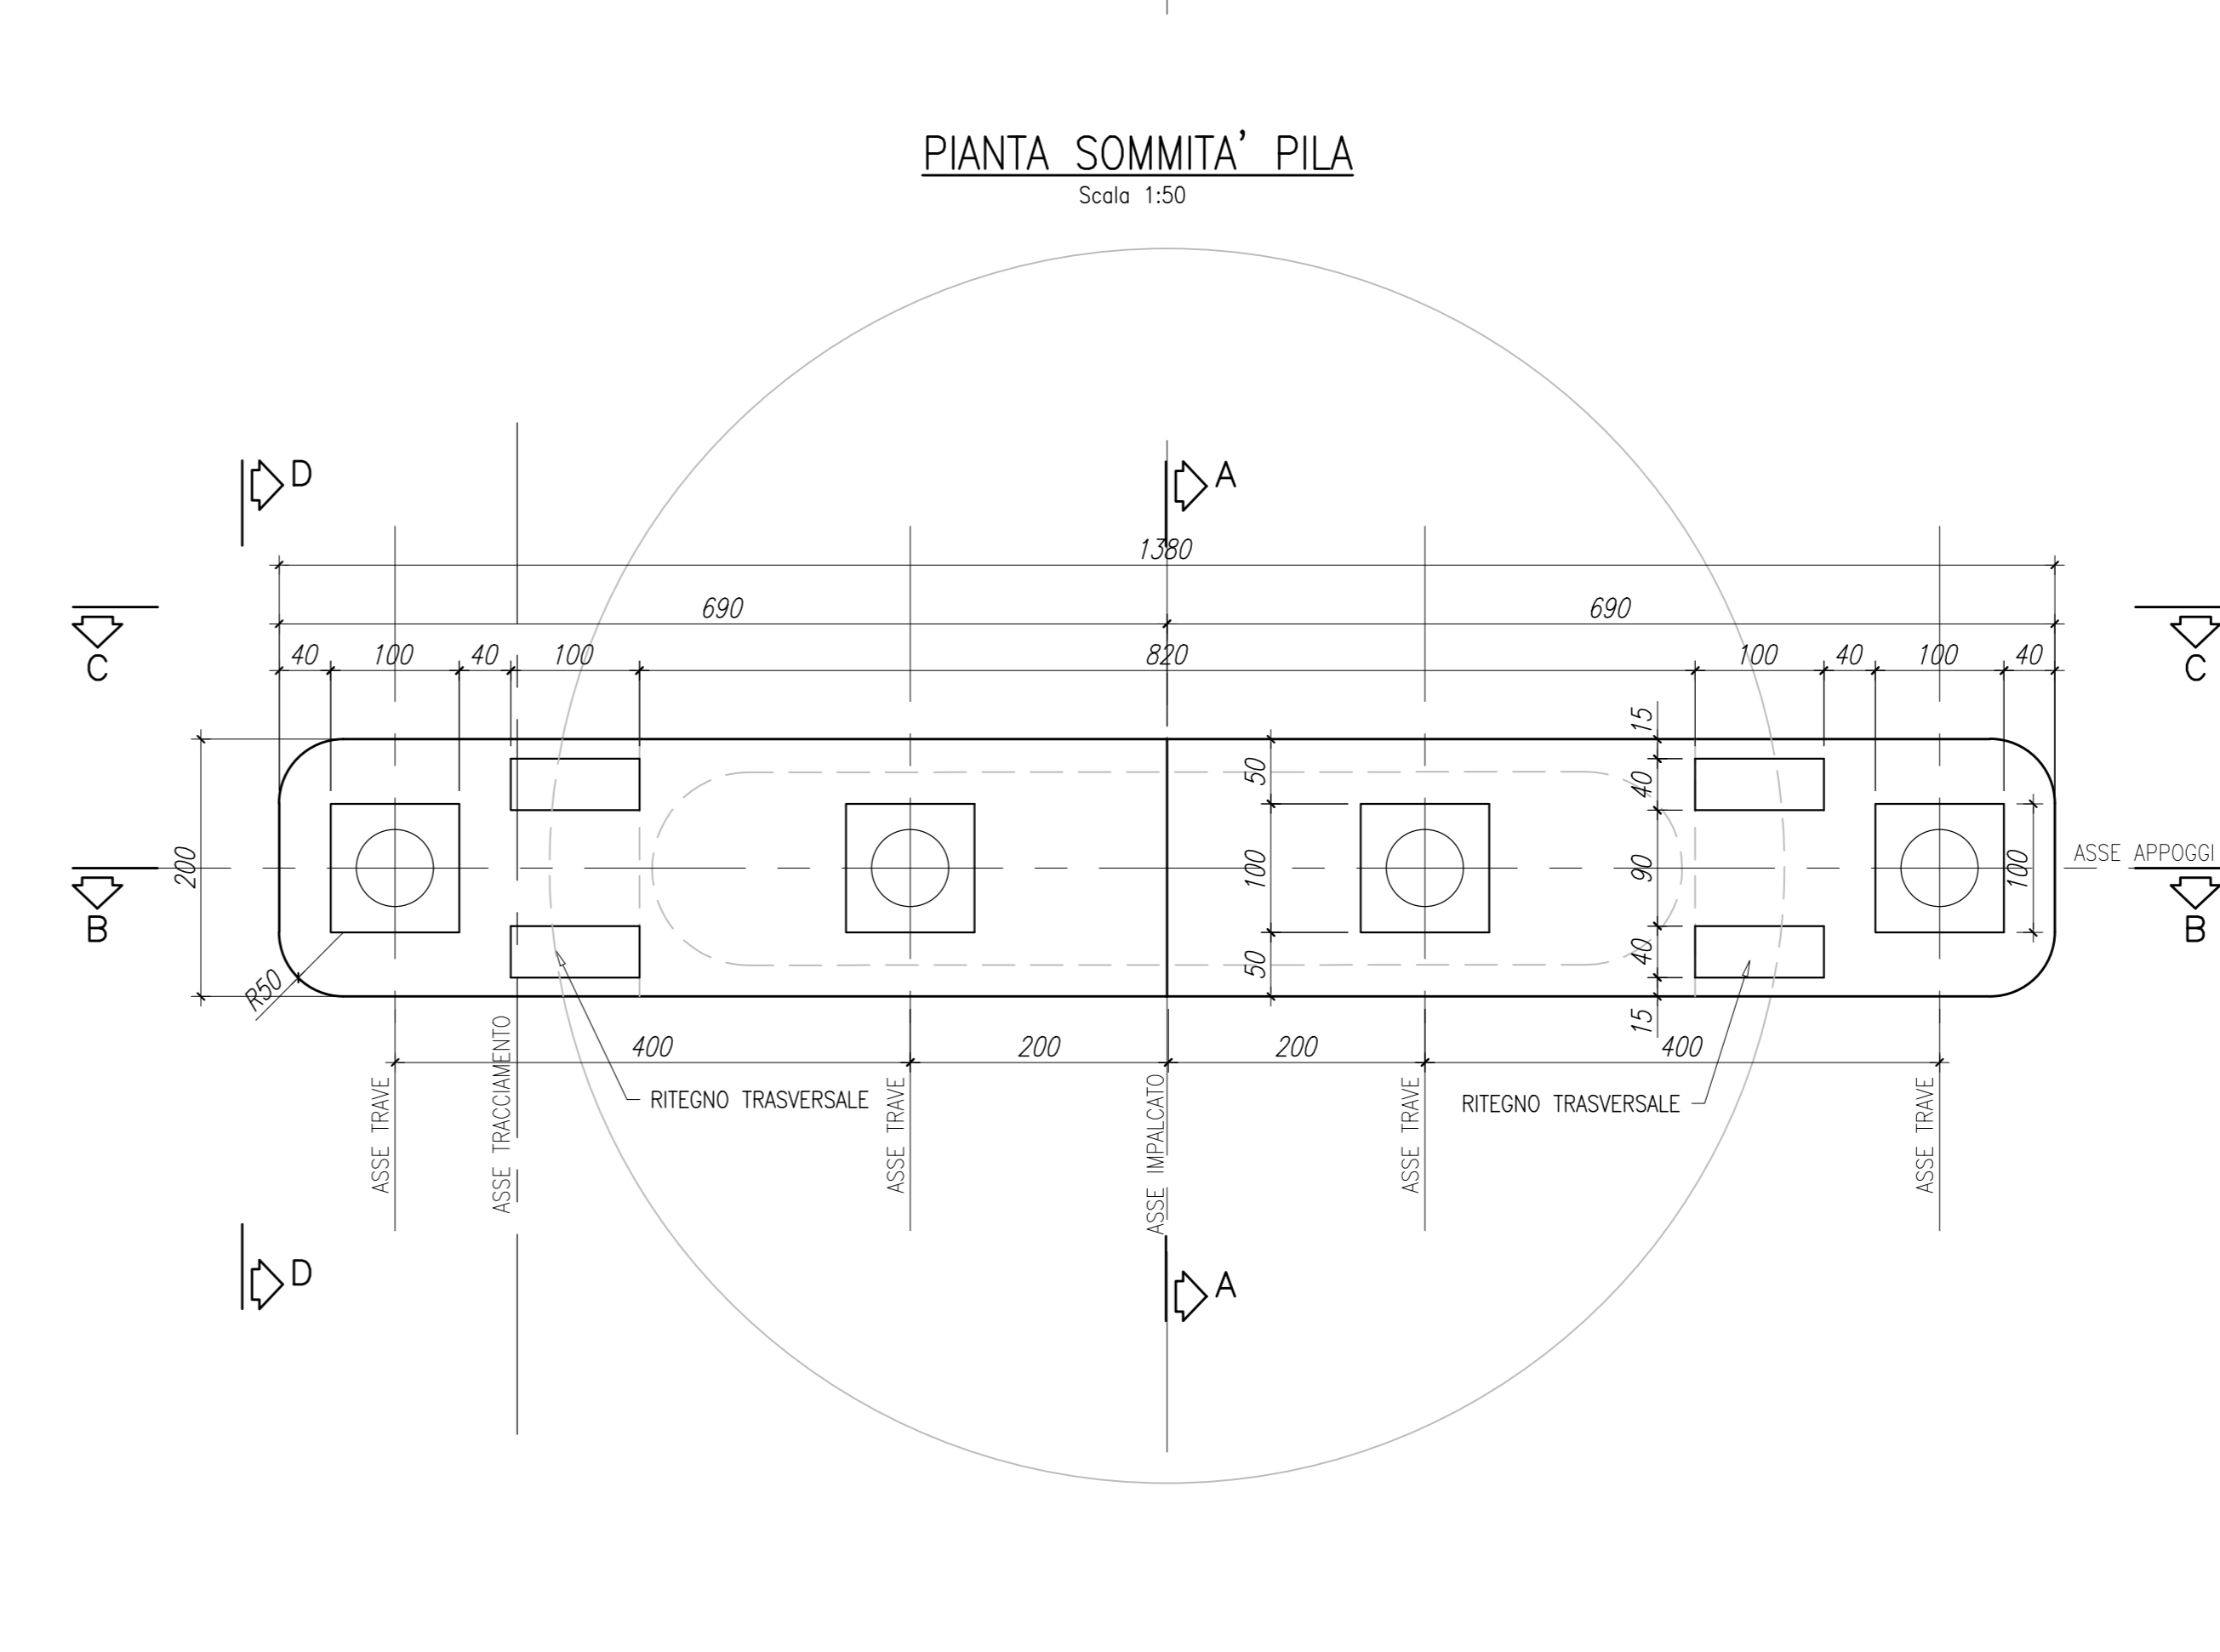 PIANTA SOMMITA' PILA
Scala 1:50
D
A
1380
C
690
690
C
40
100
40
100
820
100
40
100
40
15
50
40
200
100
90
100
ASSE APPOGGI
B
B
R50
50
40
15
400
200
200
400
RITEGNO TRASVERSALE
RITEGNO TRASVERSALE
ASSE TRAVE
ASSE TRACCIAMENTO
ASSE TRAVE
ASSE IMPALCATO
ASSE TRAVE
ASSE TRAVE
D
A